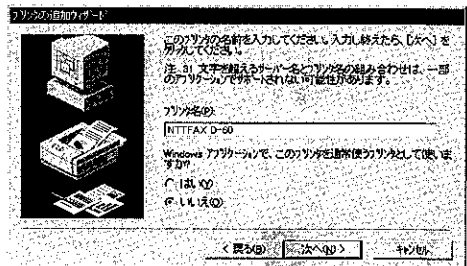 プリンタの追加ウィザード
このプリンタの名前を入力してください。入力し終えたら、[次へ] を
クリックしてください。
注: 31 文字を超えるサーバー名とプリンタ名の組み合わせは、一部
のアプリケーションでサポートされない可能性があります。
プリンタ名(P):
NTTFAX D-60
Windows アプリケーションで、このプリンタを通常使うプリンタとして使いま
すか?
はい(Y)
いいえ(O)
< 戻る(B)
次へ(N) >
キャンセル